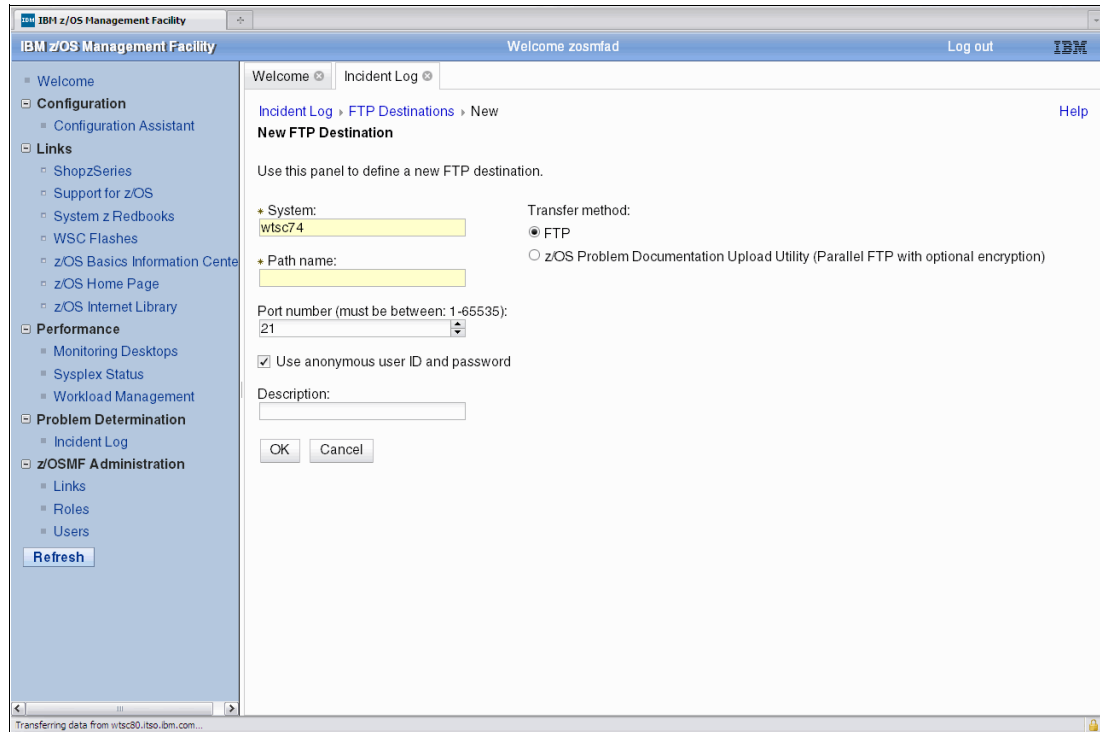 IBM z/OS Management Facility
IBM z/OS Management Facility
Welcome zosmfad
Log out
IBM
Welcome
Configuration
Configuration Assistant
Links
ShopzSeries
Support for z/OS
System z Redbooks
WSC Flashes
z/OS Basics Information Cente
z/OS Home Page
z/OS Internet Library
Performance
Monitoring Desktops
Sysplex Status
Workload Management
Problem Determination
Incident Log
z/OSMF Administration
Links
Roles
Users
Refresh
Welcome
Incident Log
Incident Log FTP Destinations New
Help
New FTP Destination
Use this panel to define a new FTP destination.
* System:
wtsc74
* Path name:
Port number (must be between: 1-65535):
21
Use anonymous user ID and password
Description:
OK
Cancel
Transfer method:
FTP
z/OS Problem Documentation Upload Utility (Parallel FTP with optional encryption)
Transferring data from wtsc80.itso.ibm.com...